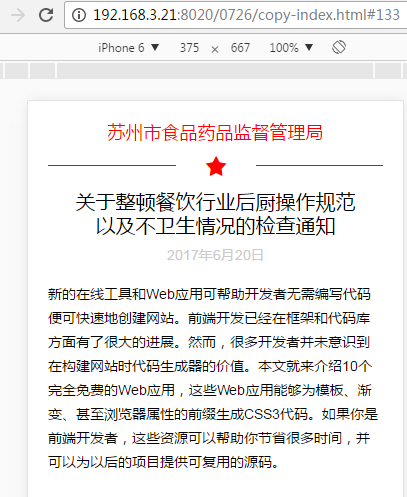 192.168.3.21:8020/0726/copy-index.html#133
iPhone 6 ▼ 375 × 667 100% ▼
苏州市食品药品监督管理局
关于整顿餐饮行业后厨操作规范
以及不卫生情况的检查通知
2017年6月20日
新的在线工具和Web应用可帮助开发者无需编写代码
便可快速地创建网站。前端开发已经在框架和代码库
方面有了很大的进展。然而，很多开发者并未意识到
在构建网站时代码生成器的价值。本文就来介绍10个
完全免费的Web应用，这些Web应用能够为模板、渐
变、甚至浏览器属性的前缀生成CSS3代码。如果你是
前端开发者，这些资源可以帮助你节省很多时间，并
可以为以后的项目提供可复用的源码。